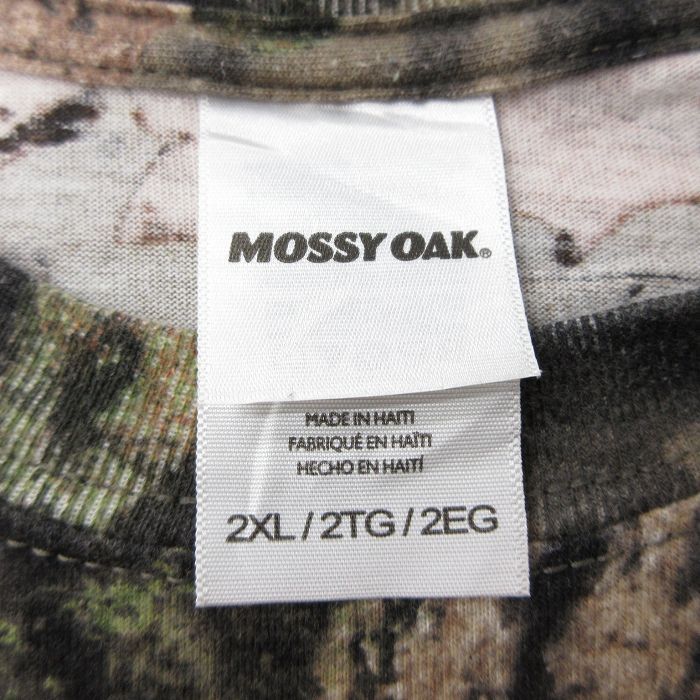 MOSSY OAK®
MADE IN HAITI
FABRIQUÉ EN HAÏTI
HECHO EN HAITÍ
2XL / 2TG / 2EG